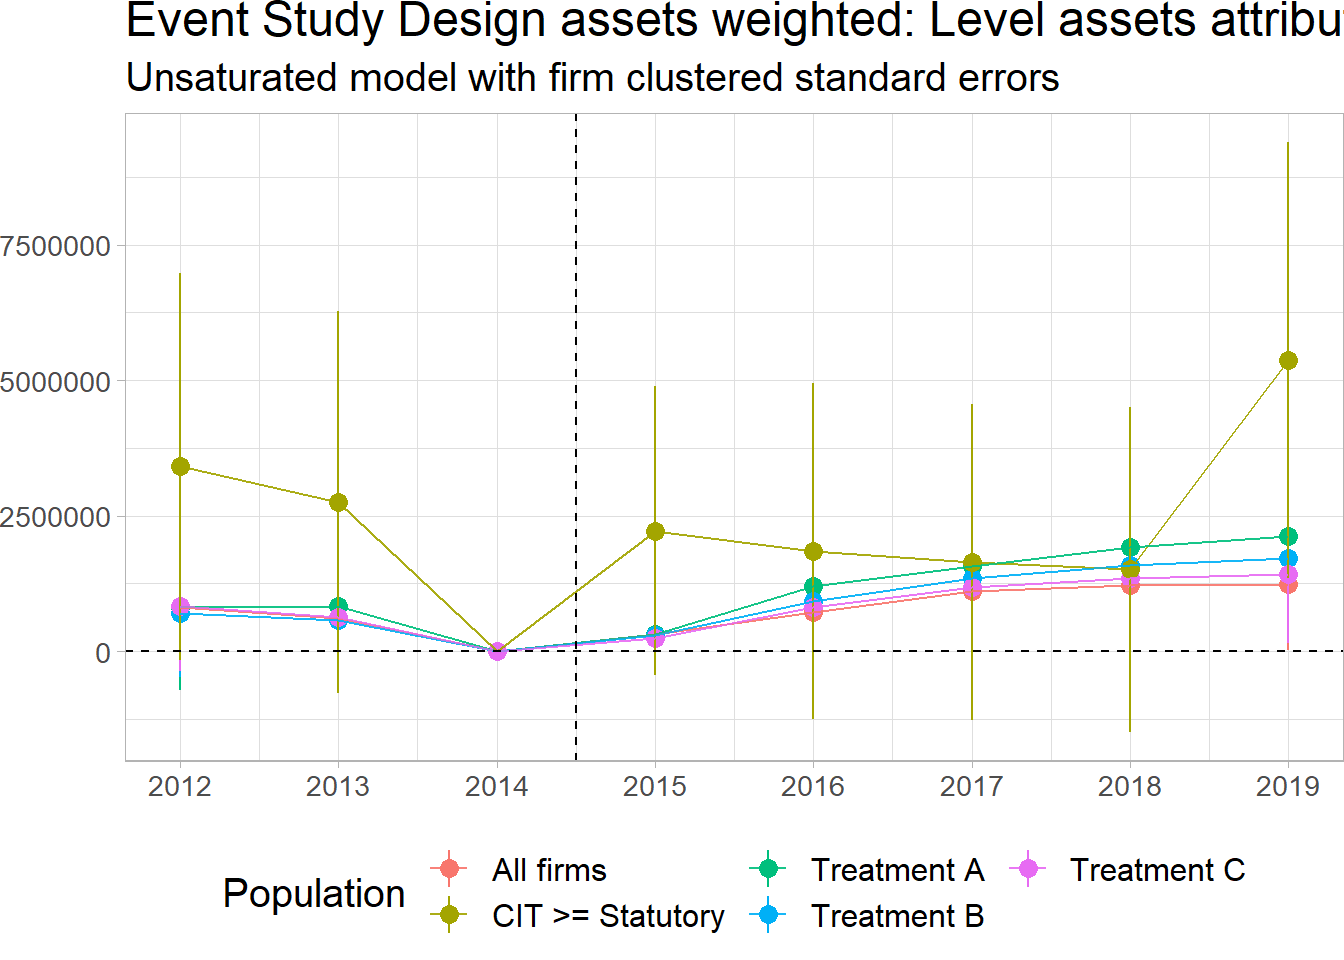 Event Study Design assets weighted: Level assets attribu
Unsaturated model with firm clustered standard errors
7500000
5000000
2500000
0
2012 2013 2014 2015 2016 2017 2018 2019
Population
All firms Treatment A Treatment C
CIT >= Statutory Treatment B